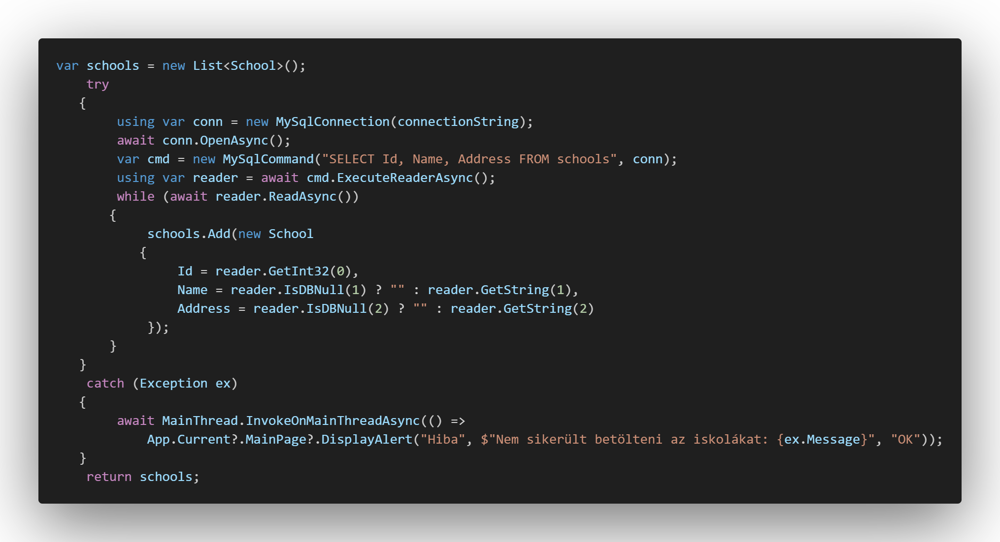 var schools = new List<School>();
    try
   {
        using var conn = new MySqlConnection(connectionString);
        await conn.OpenAsync();
        var cmd = new MySqlCommand("SELECT Id, Name, Address FROM schools", conn);
        using var reader = await cmd.ExecuteReaderAsync();
        while (await reader.ReadAsync())
       {
            schools.Add(new School
           {
                Id = reader.GetInt32(0),
                Name = reader.IsDBNull(1) ? "" : reader.GetString(1),
                Address = reader.IsDBNull(2) ? "" : reader.GetString(2)
            });
       }
   }
    catch (Exception ex)
   {
        await MainThread.InvokeOnMainThreadAsync(() =>
            App.Current?.MainPage?.DisplayAlert("Hiba", $"Nem sikerült betölteni az iskolákat: {ex.Message}", "OK"));
   }
    return schools;